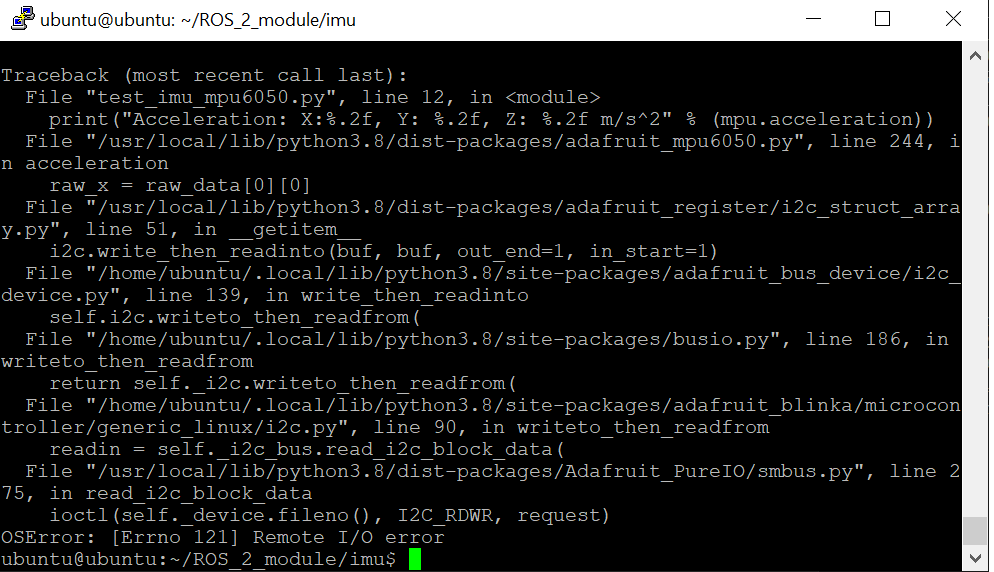 ubuntu@ubuntu: ~/ROS_2_module/imu
Traceback (most recent call last):
  File "test_imu_mpu6050.py", line 12, in <module>
    print("Acceleration: X:%.2f, Y: %.2f, Z: %.2f m/s^2" % (mpu.acceleration))
  File "/usr/local/lib/python3.8/dist-packages/adafruit_mpu6050.py", line 244, i
n acceleration
    raw_x = raw_data[0][0]
  File "/usr/local/lib/python3.8/dist-packages/adafruit_register/i2c_struct_arra
y.py", line 51, in __getitem__
    i2c.write_then_readinto(buf, buf, out_end=1, in_start=1)
  File "/home/ubuntu/.local/lib/python3.8/site-packages/adafruit_bus_device/i2c_
device.py", line 139, in write_then_readinto
    self.i2c.writeto_then_readfrom(
  File "/home/ubuntu/.local/lib/python3.8/site-packages/busio.py", line 186, in
writeto_then_readfrom
    return self._i2c.writeto_then_readfrom(
  File "/home/ubuntu/.local/lib/python3.8/site-packages/adafruit_blinka/microcon
troller/generic_linux/i2c.py", line 90, in writeto_then_readfrom
    readin = self._i2c_bus.read_i2c_block_data(
  File "/usr/local/lib/python3.8/dist-packages/Adafruit_PureIO/smbus.py", line 2
75, in read_i2c_block_data
    ioctl(self._device.fileno(), I2C_RDWR, request)
OSError: [Errno 121] Remote I/O error
ubuntu@ubuntu:~/ROS_2_module/imu$